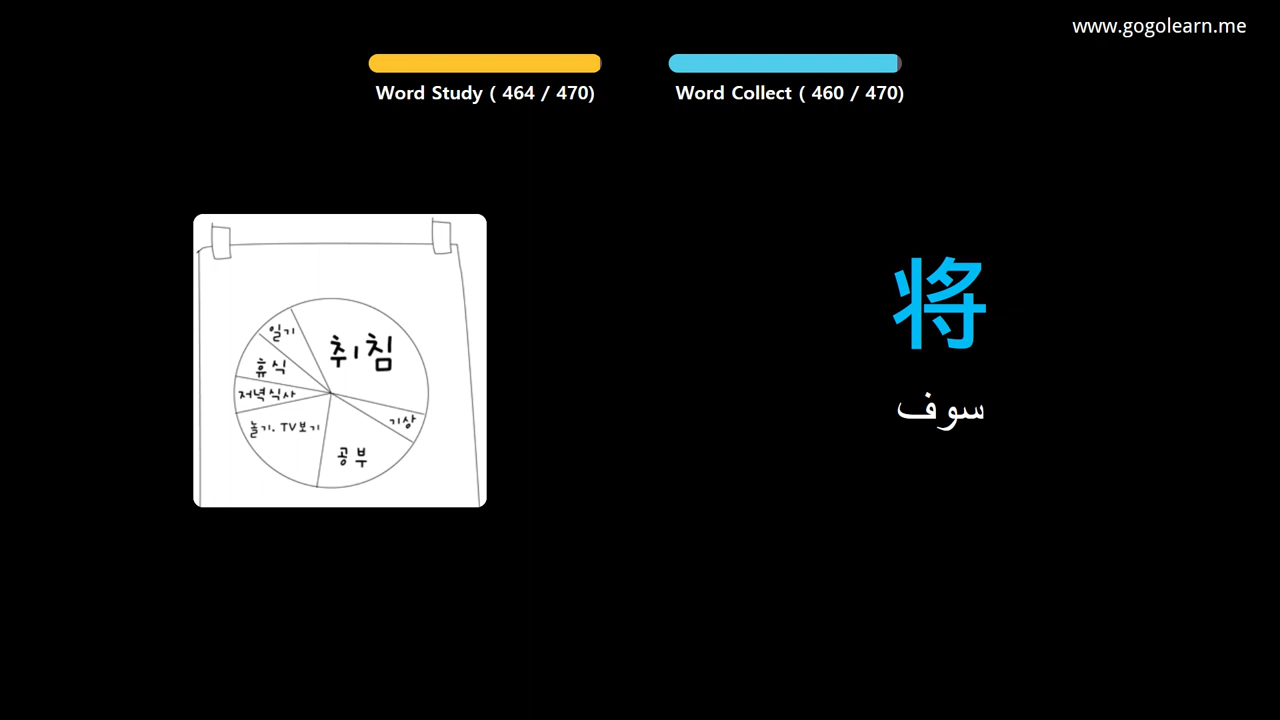 www.gogolearn.me
Word Study ( 464 / 470)
Word Collect ( 460 / 470)
일기
취침
휴식
저녁식사
놀기. TV보기
기상
공부
将
سوف